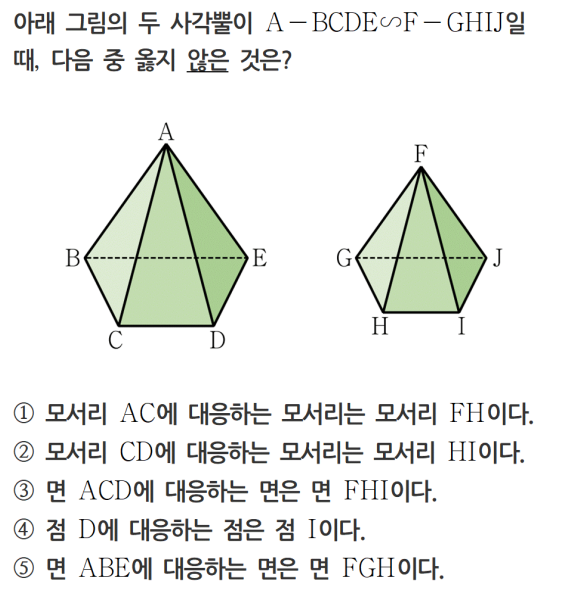 아래 그림의 두 사각뿔이 A－BCDE∽F－GHIJ일
때, 다음 중 옳지 않은 것은?
A
F
B
E
G
J
C
D
H
I
① 모서리 AC에 대응하는 모서리는 모서리 FH이다.
② 모서리 CD에 대응하는 모서리는 모서리 HI이다.
③ 면 ACD에 대응하는 면은 면 FHI이다.
④ 점 D에 대응하는 점은 점 I이다.
⑤ 면 ABE에 대응하는 면은 면 FGH이다.